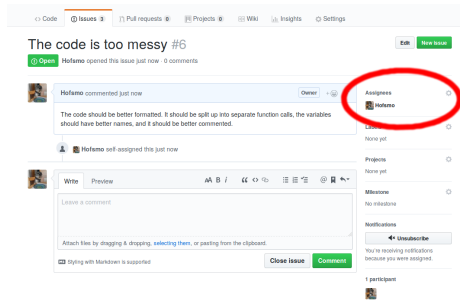 Code Issues 3 Pull requests 0 Projects 0 Wiki Insights Settings
The code is too messy #6
Edit New issue
Open Hofsmo opened this issue just now · 0 comments
Hofsmo commented just now Owner
The code should be better formatted. It should be split up into separate function calls, the variables
should have better names, and it should be better commented.
Hofsmo self-assigned this just now
Write Preview
AA B i
Leave a comment
Attach files by dragging & dropping, selecting them, or pasting from the clipboard.
Styling with Markdown is supported
Close issue Comment
Assignees
Hofsmo
None yet
Projects
None yet
Milestone
No milestone
Notifications
Unsubscribe
You're receiving notifications
because you were assigned.
1 participant